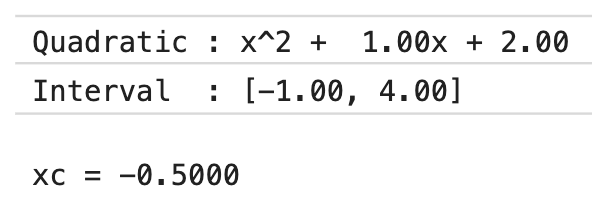 Quadratic : x^2 +  1.00x + 2.00
Interval  : [-1.00, 4.00]
xc = -0.5000